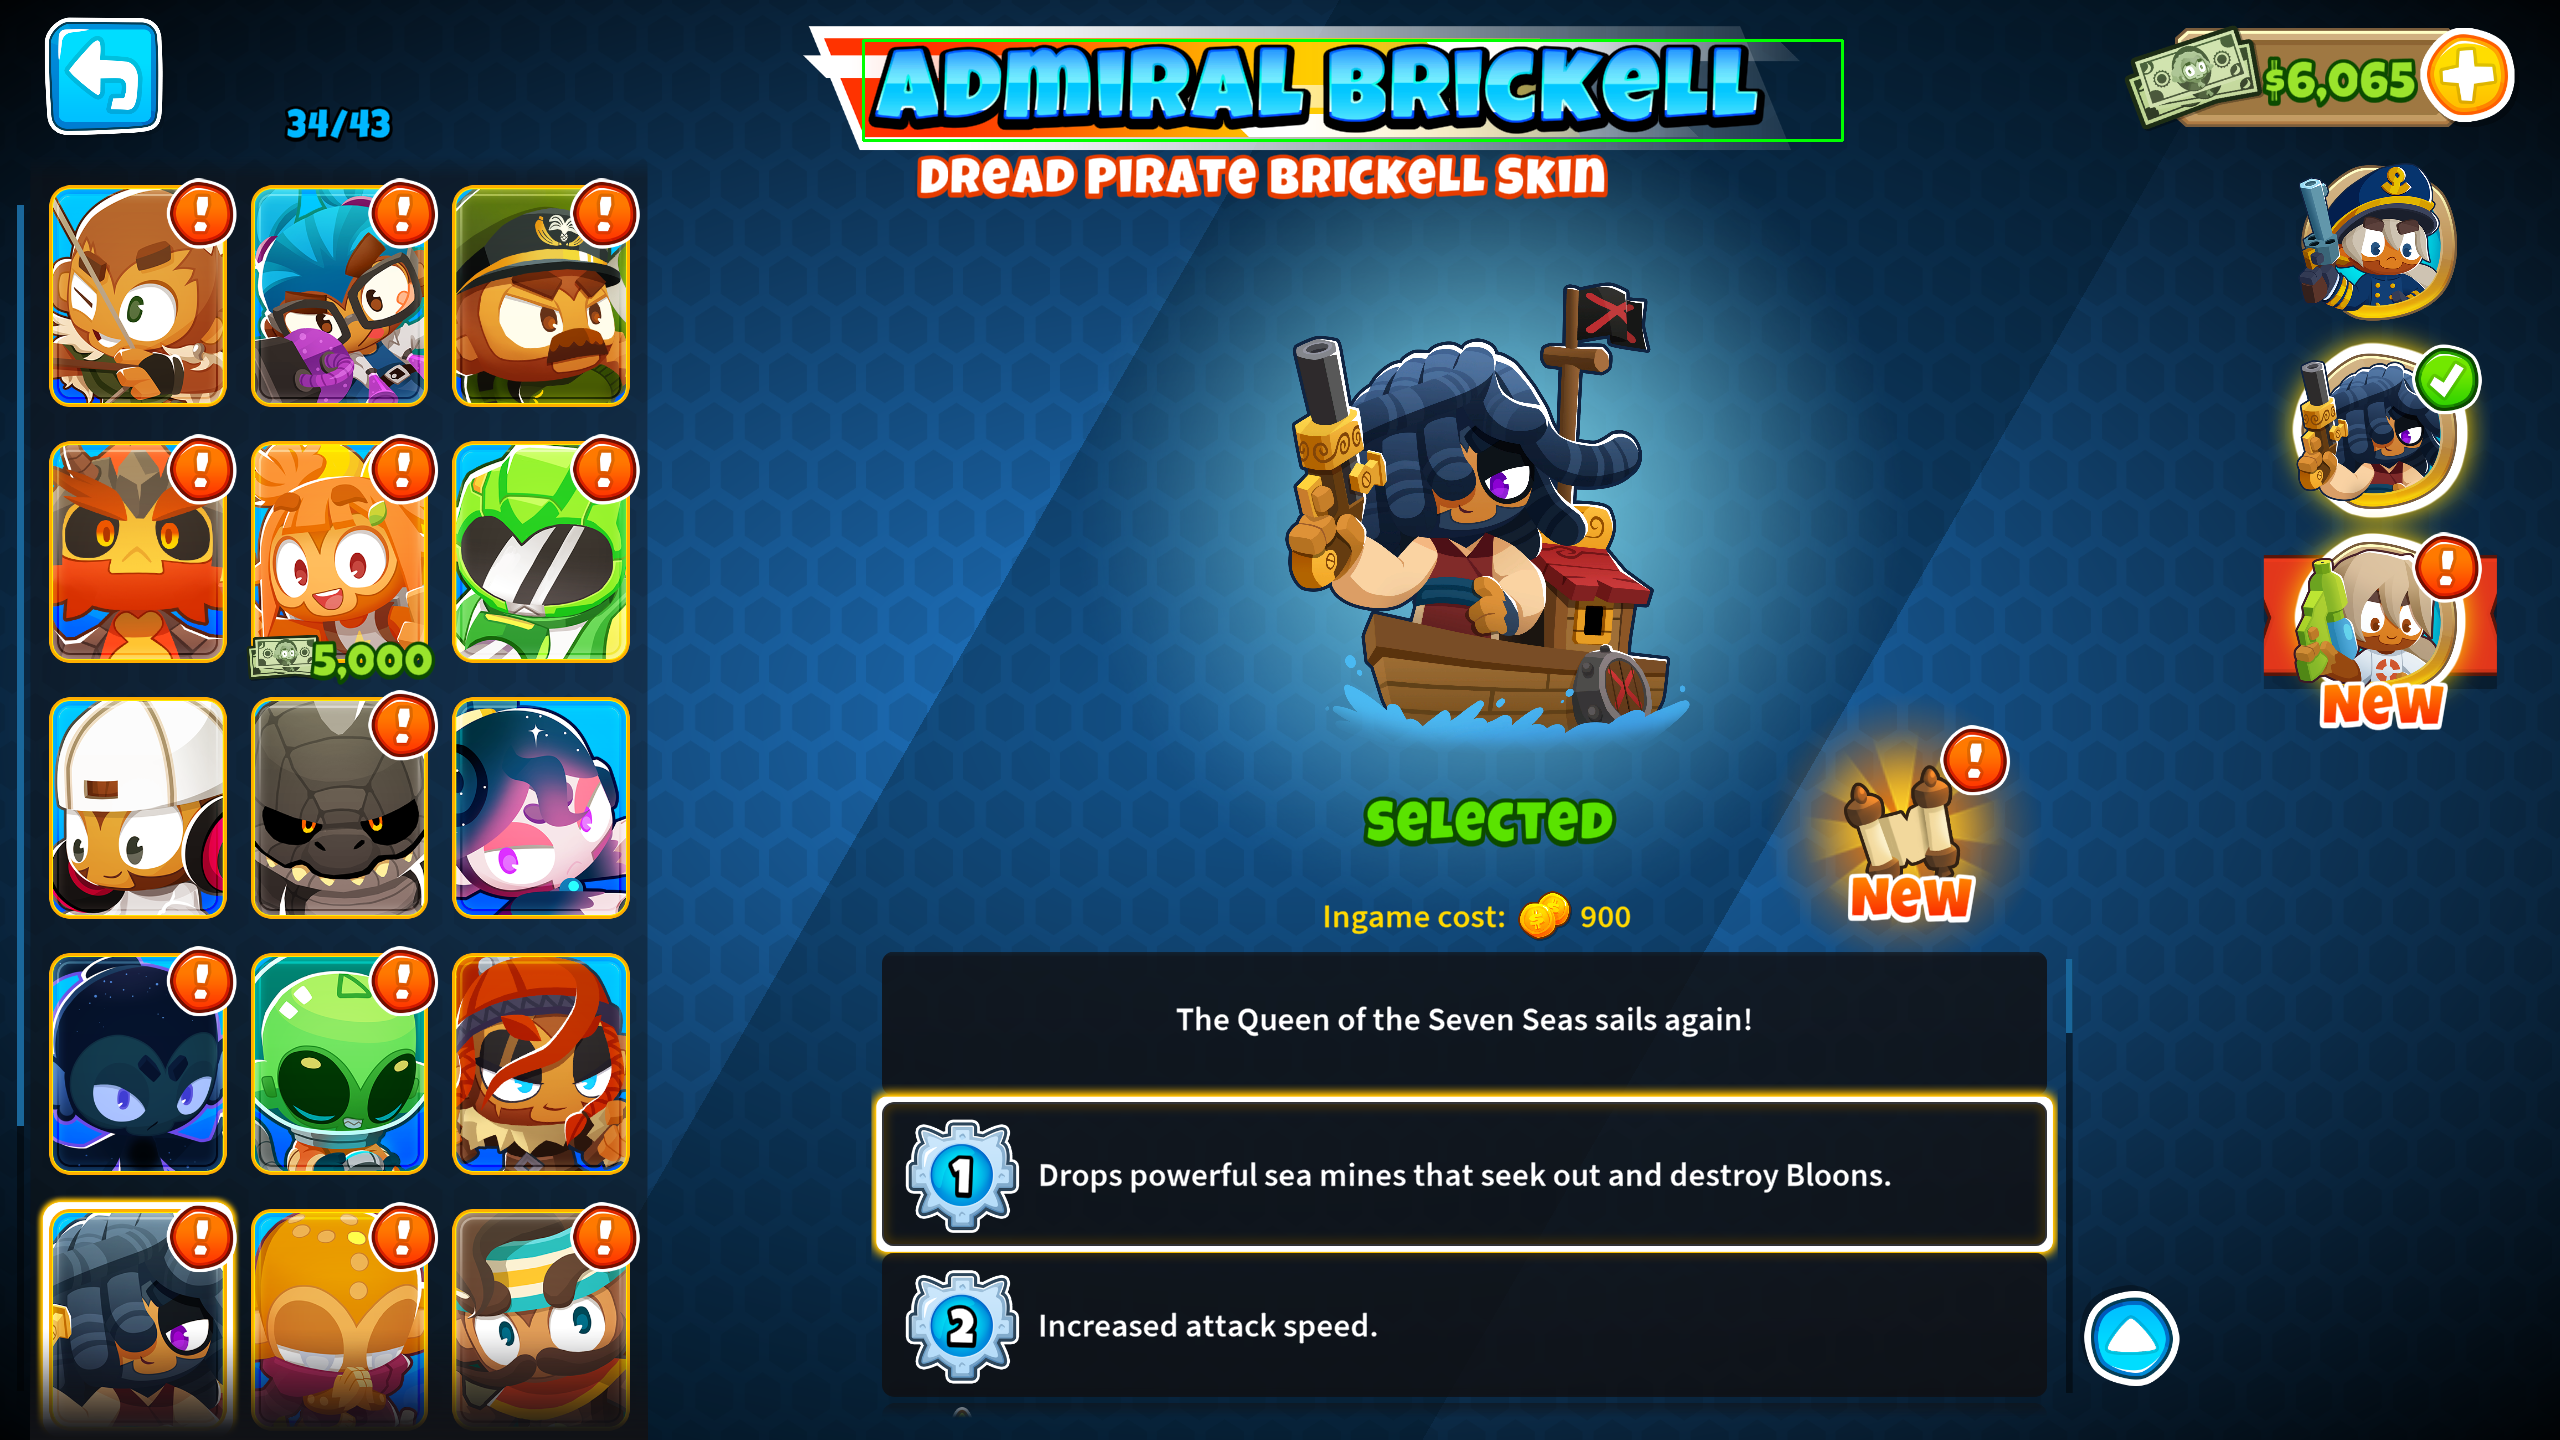 34/43
ADMIRAL BRICKELL
DREAD PIRATE BRICKELL SKIN
$6,065
5,000
New
SELECTED
New
Ingame cost: 900
The Queen of the Seven Seas sails again!
1 Drops powerful sea mines that seek out and destroy Bloons.
2 Increased attack speed.